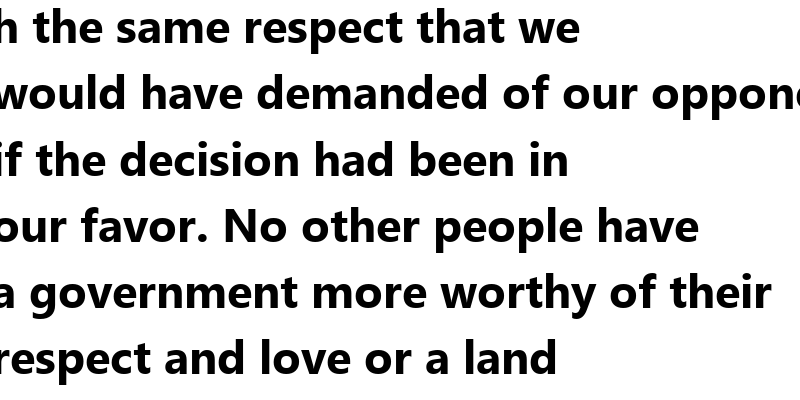 the same respect that we
would have demanded of our
if the decision had been in
our favor. No other people have
a government more worthy of their
respect and love or a land